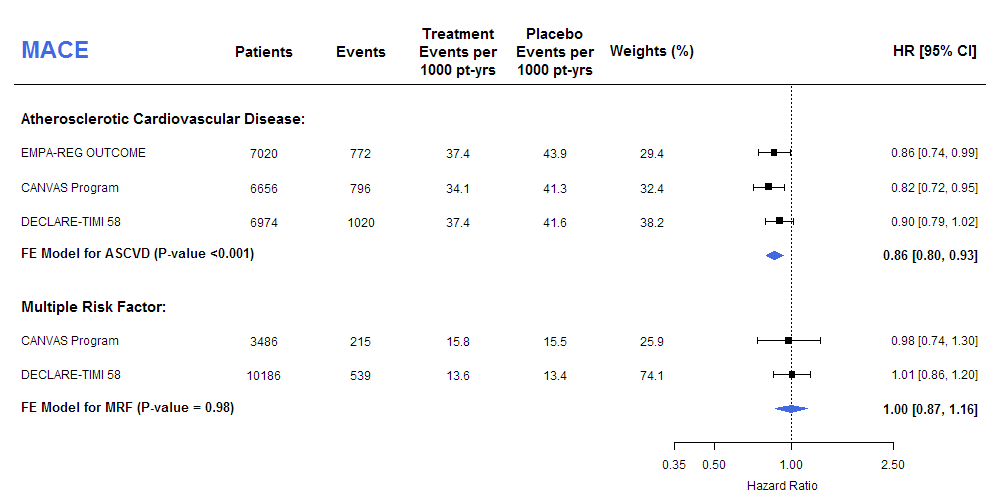 MACE Patients Events Treatment Events per 1000 pt-yrs Placebo Events per 1000 pt-yrs Weights (%) HR [95% CI]
Atherosclerotic Cardiovascular Disease:
EMPA-REG OUTCOME 7020 772 37.4 43.9 29.4 0.86 [0.74, 0.99]
CANVAS Program 6656 796 34.1 41.3 32.4 0.82 [0.72, 0.95]
DECLARE-TIMI 58 6974 1020 37.4 41.6 38.2 0.90 [0.79, 1.02]
FE Model for ASCVD (P-value <0.001) 0.86 [0.80, 0.93]
Multiple Risk Factor:
CANVAS Program 3486 215 15.8 15.5 25.9 0.98 [0.74, 1.30]
DECLARE-TIMI 58 10186 539 13.6 13.4 74.1 1.01 [0.86, 1.20]
FE Model for MRF (P-value = 0.98) 1.00 [0.87, 1.16]
0.35 0.50 1.00 2.50
Hazard Ratio